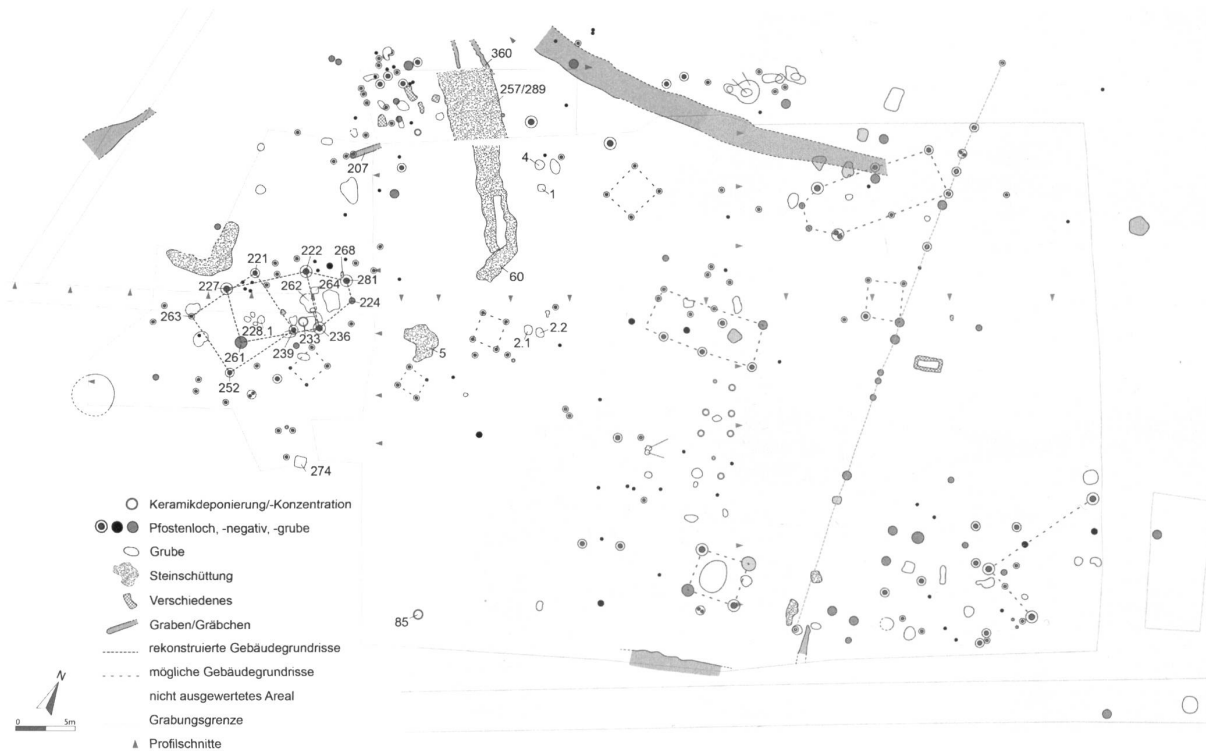 360
257/289
207
4
1
60
221
222
268
281
227
262
264
224
263
228.1
233
236
261
239
252
5
2.1
2.2
274
85
Keramikdeponierung/-Konzentration
Pfostenloch, -negativ, -grube
Grube
Steinschüttung
Verschiedenes
Graben/Gräbchen
rekonstruierte Gebäudegrundrisse
mögliche Gebäudegrundrisse
nicht ausgewertetes Areal
Grabungsgrenze
Profilschnitte
N
0 5m